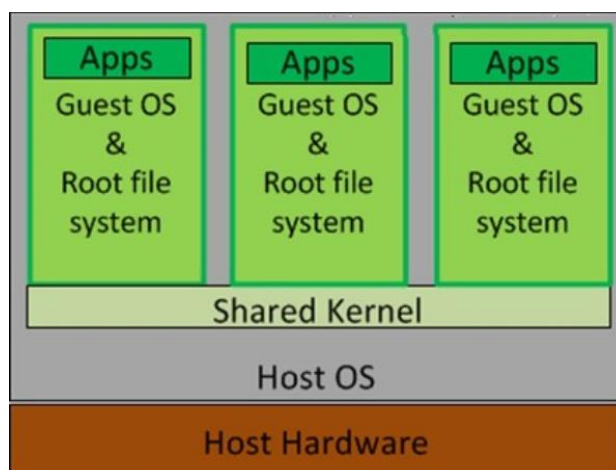 Apps
Guest OS
&
Root file
system
Apps
Guest OS
&
Root file
system
Apps
Guest OS
&
Root file
system
Shared Kernel
Host OS
Host Hardware